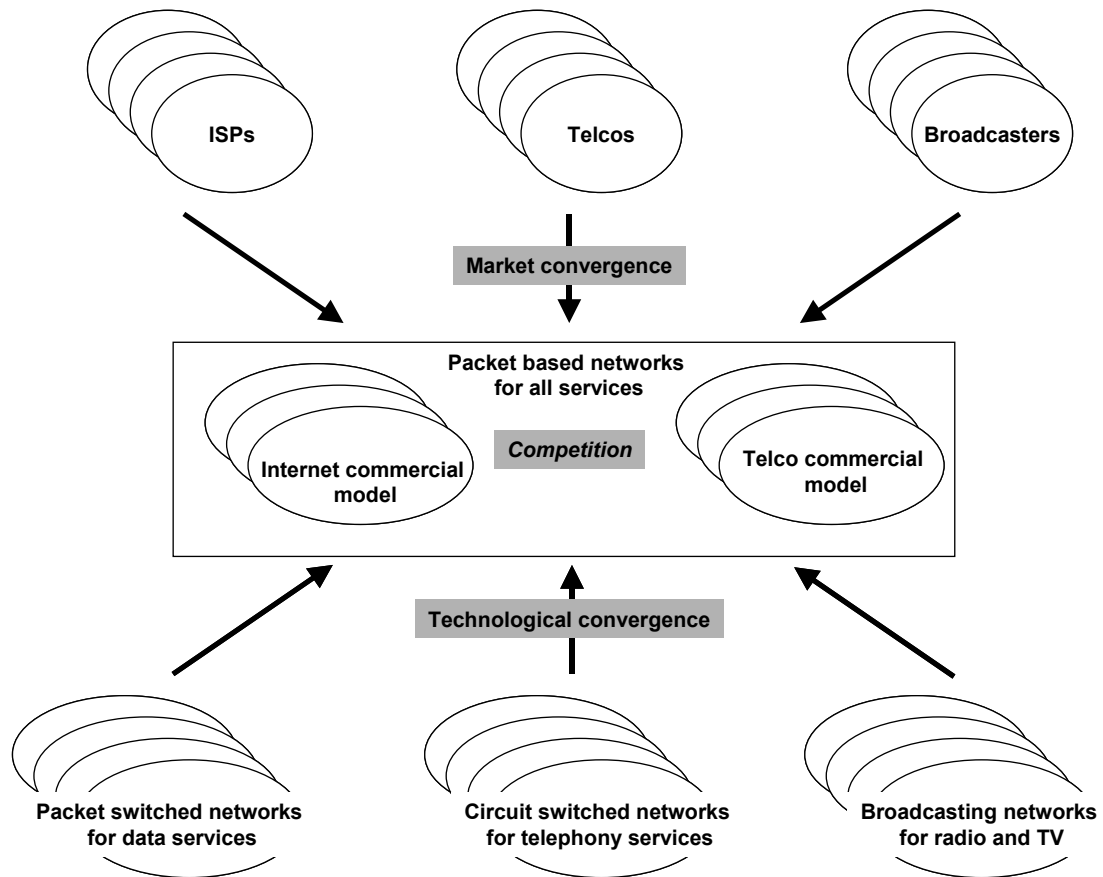 ISPs
Telcos
Broadcasters
Market convergence
Packet based networks
for all services
Competition
Internet commercial
model
Telco commercial
model
Technological convergence
Packet switched networks
for data services
Circuit switched networks
for telephony services
Broadcasting networks
for radio and TV